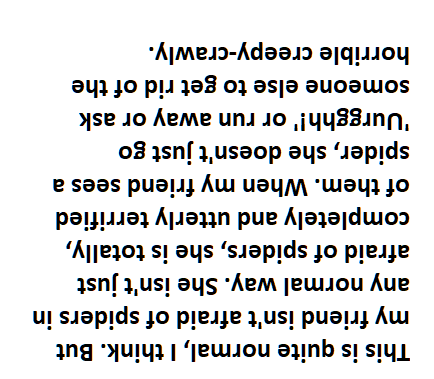 This is quite normal, I think. But
my friend isn't afraid of spiders in
any normal way. She isn't just
afraid of spiders, she is totally,
completely and utterly terrified
of them. When my friend sees a
spider, she doesn't just go
'Uurgghh!' or run away or ask
someone else to get rid of the
horrible creepy-crawly.